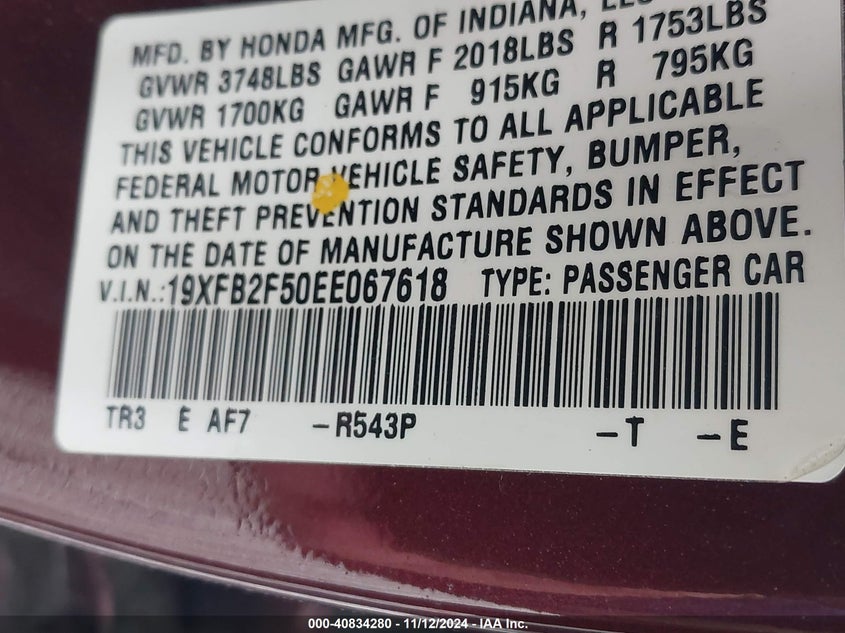 MFD. BY HONDA MFG. OF INDIANA,
GVWR 3748LBS GAWR F 2018LBS R 1753LBS
GVWR 1700KG GAWR F 915KG R 795KG
THIS VEHICLE CONFORMS TO ALL APPLICABLE
FEDERAL MOTOR VEHICLE SAFETY, BUMPER,
AND THEFT PREVENTION STANDARDS IN EFFECT
ON THE DATE OF MANUFACTURE SHOWN ABOVE.
V.I.N.:19XFB2F50EE067618 TYPE: PASSENGER CAR
TR3 E AF7 -R543P -T -E
000-40834280 - 11/12/2024 - IAA Inc.